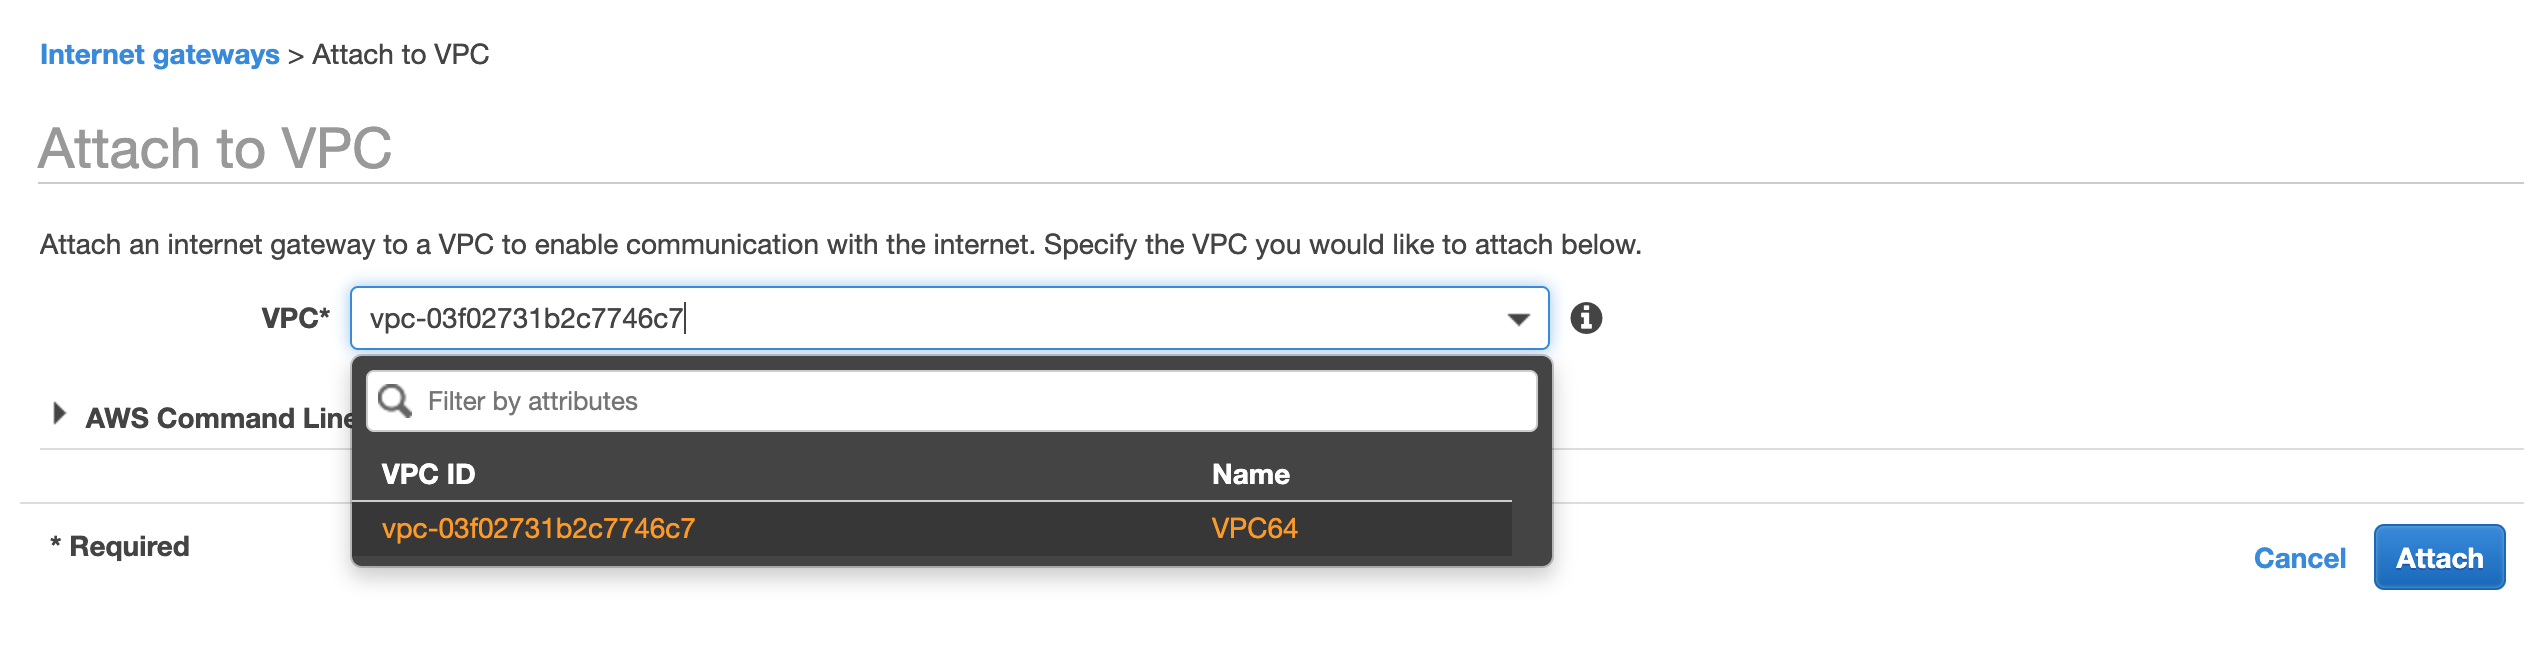 Internet gateways > Attach to VPC
Attach to VPC
Attach an internet gateway to a VPC to enable communication with the internet. Specify the VPC you would like to attach below.
VPC* vpc-03f02731b2c7746c7
Filter by attributes
AWS Command Line
VPC ID Name
vpc-03f02731b2c7746c7 VPC64
* Required
Cancel Attach